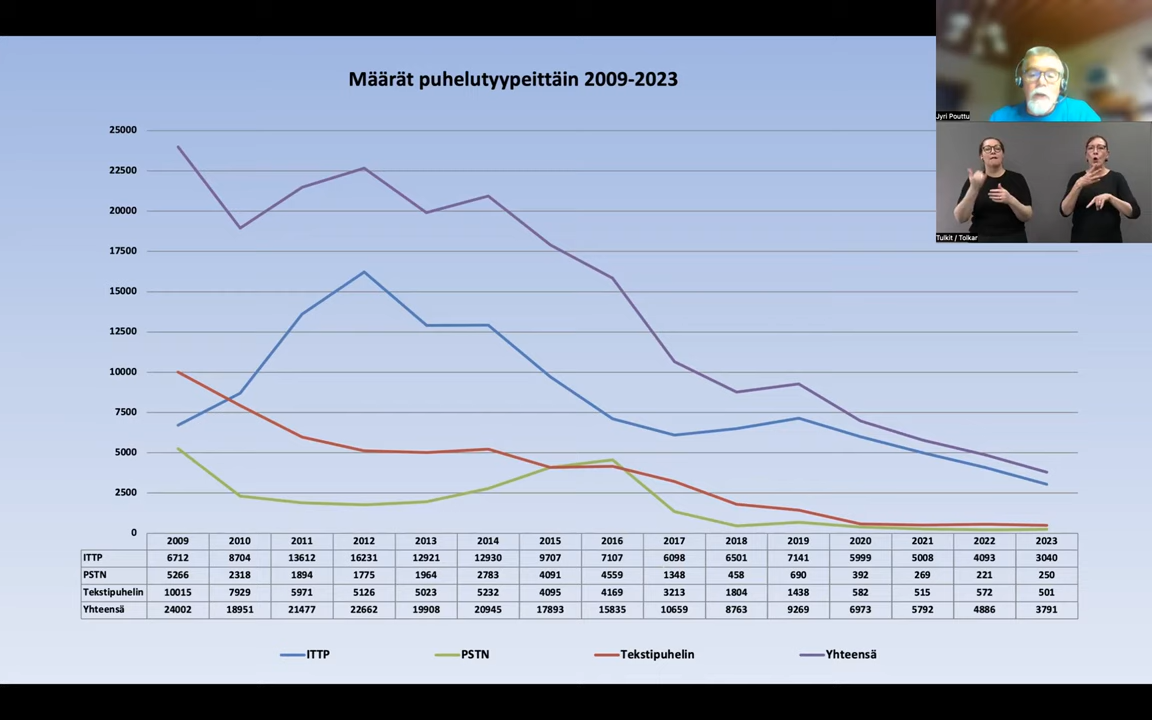 Määrät puhelutyypeittäin 2009-2023
Jyri Pouttu
Tulkit / Tolkar
25000
22500
20000
17500
15000
12500
10000
7500
5000
2500
0
2009 2010 2011 2012 2013 2014 2015 2016 2017 2018 2019 2020 2021 2022 2023
ITTP 6712 8704 13612 16231 12921 12930 9707 7107 6098 6501 7141 5999 5008 4093 3040
PSTN 5266 2318 1894 1775 1964 2783 4091 4559 1348 458 690 392 269 221 250
Tekstipuhelin 10015 7929 5971 5126 5023 5232 4095 4169 3213 1804 1438 582 515 572 501
Yhteensä 24002 18951 21477 22662 19908 20945 17893 15835 10659 8763 9269 6973 5792 4886 3791
ITTP PSTN Tekstipuhelin Yhteensä